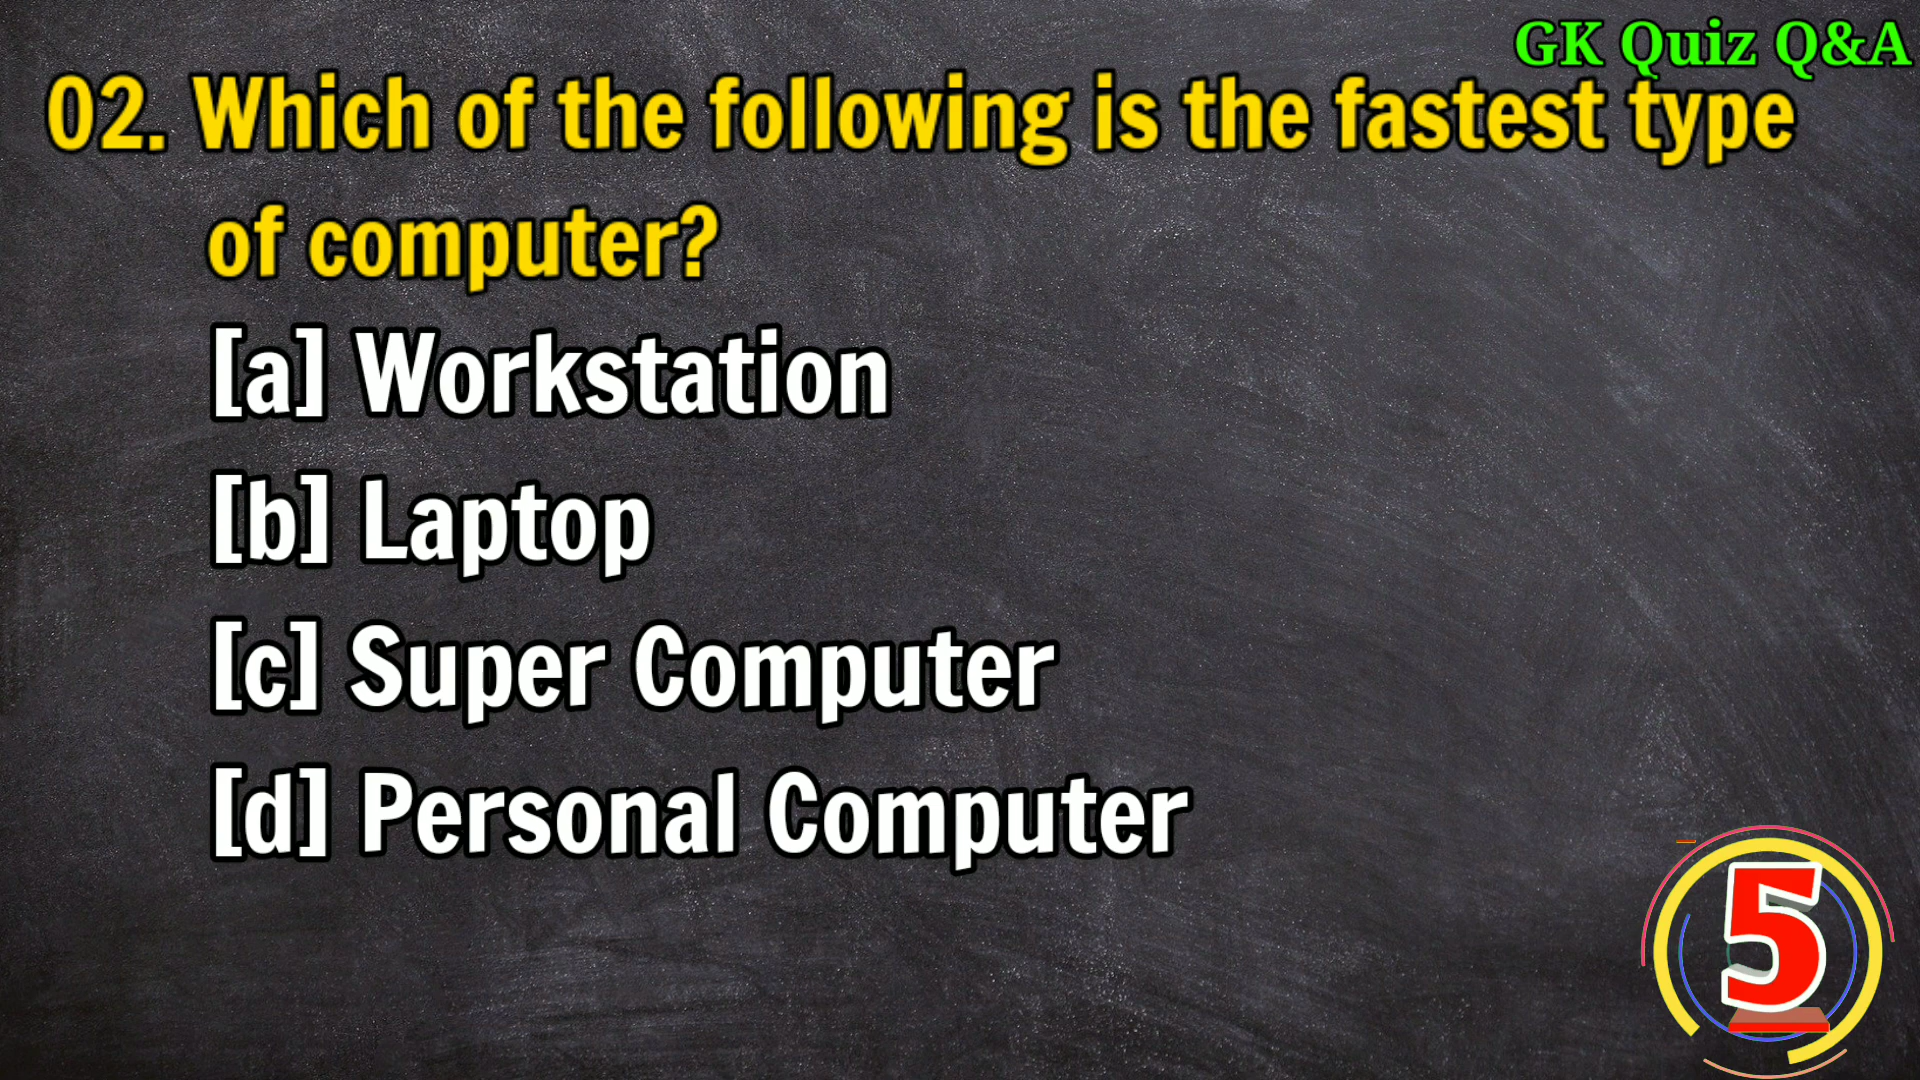 GK Quiz Q&A
02. Which of the following is the fastest type
of computer?
[a] Workstation
[b] Laptop
[c] Super Computer
[d] Personal Computer
5